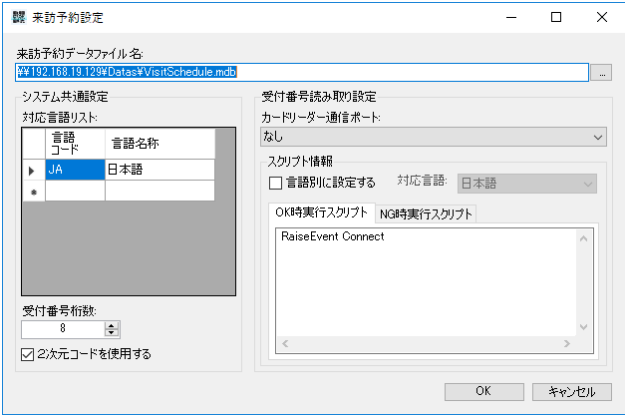 来訪予約設定
来訪予約データファイル名:
¥¥192.168.19.129¥Datas¥VisitSchedule.mdb
...
システム共通設定
対応言語リスト:
言語
コード
言語名称
JA
日本語
受付番号桁数:
8
2次元コードを使用する
受付番号読み取り設定
カードリーダー通信ポート:
なし
スクリプト情報
言語別に設定する
対応言語:
日本語
OK時実行スクリプト
NG時実行スクリプト
RaiseEvent Connect
OK
キャンセル